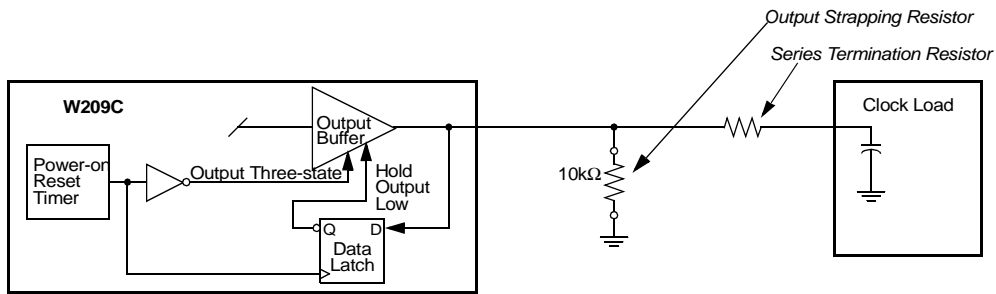 Output Strapping Resistor
Series Termination Resistor
W209C
Clock Load
Output
Buffer
Power-on
Reset
Timer
Output Three-state
Hold
Output
Low
10kΩ
Q
D
Data
Latch